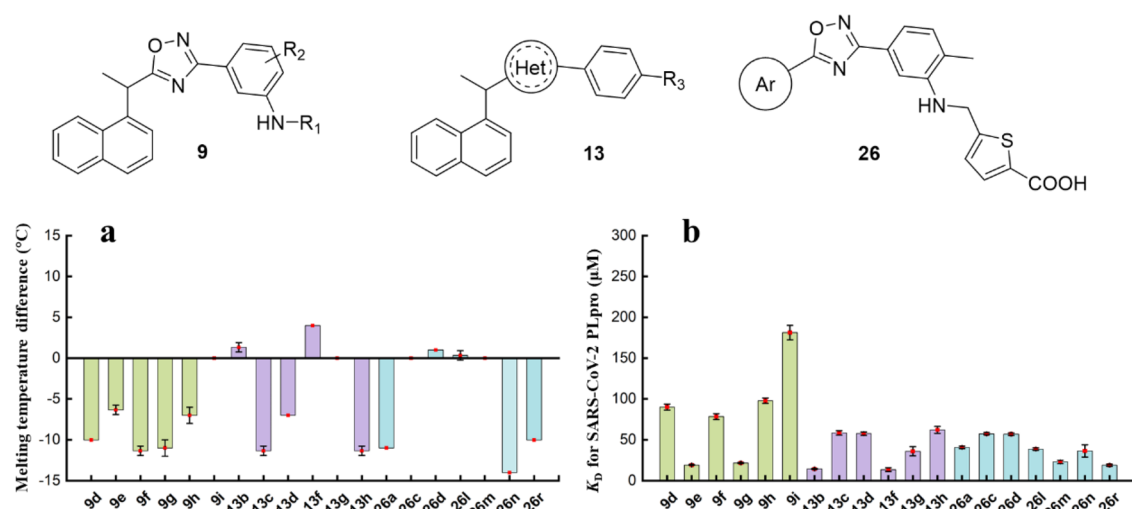 O N
N
R2
HN R1
9
Het
R3
13
O N
N
Ar
HN
S
COOH
26
a
Melting temperature difference (°C)
15
10
5
0
-5
-10
-15
9d 9e 9f 9g 9h 9i 13b 13c 13d 13f 13g 13h 26a 26c 26d 26l 26m 26n 26r
b
KD for SARS-CoV-2 PLpro (μM)
300
250
200
150
100
50
0
9d 9e 9f 9g 9h 9i 13b 13c 13d 13f 13g 13h 26a 26c 26d 26l 26m 26n 26r